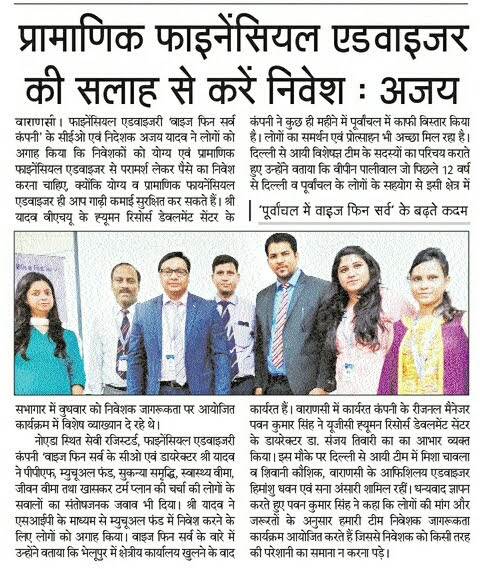 प्रामाणिक फाइनेंसियल एडवाइजर
की सलाह से करें निवेश : अजय
वाराणसी। फाइनेंसियल एडवाइजरी 'वाइज फिन सर्व
कंपनी' के सीईओ एवं निदेशक अजय यादव ने लोगों को
अगाह किया कि निवेशकों को योग्य एवं प्रामाणिक
फाइनेंसियल एडवाइजर से परामर्श लेकर पैसे का निवेश
करना चाहिए, क्योंकि योग्य व प्रामाणिक फायनेंसियल
एडवाइजर ही आप गाढ़ी कमाई सुरक्षित कर सकते हैं। श्री
यादव वीएचयू के ह्यूमन रिसोर्स डेवलमेंट सेंटर के
कंपनी ने कुछ ही महीने में पूर्वांचल में काफी विस्तार किया
है। लोगों का समर्थन एवं प्रोत्साहन भी अच्छा मिल रहा है।
दिल्ली से आयी विशेषज्ञ टीम के सदस्यों का परिचय कराते
हुए उन्होंने वताया कि वीपीन पालीवाल जो पिछले 12 वर्ष
से दिल्ली व पूर्वांचल के लोगों के सहयोग से इसी क्षेत्र में
'पूर्वांचल में वाइज फिन सर्व' के बढ़ते कदम
सभागार में वुधवार को निवेशक जागरूकता पर आयोजित
कार्यक्रम में विशेष व्याख्यान दे रहे थे।
नोएडा स्थित सेवी रजिस्टर्ड, फाइनेंसियल एडवाइजरी
कंपनी 'वाइज फिन सर्व के सीओ एवं डायरेक्टर श्री यादव
ने पीपीएफ, म्युचूअल फंड, सुकन्या समृद्धि, स्वास्थ्य वीमा,
जीवन वीमा तथा खासकर टर्म प्लान की चर्चा की लोगों के
सवालों का संतोषजनक जवाव भी दिया। श्री यादव ने
एसआईपी के माध्यम से म्युचूअल फंड में निवेश करने के
लिए लोगों को अगाह किया। वाइज फिन सर्व के वारे में
उन्होंने वताया कि भेलूपुर में क्षेत्रीय कार्यालय खुलने के वाद
कार्यरत हैं। वाराणसी में कार्यरत कंपनी के रीजनल मैनेजर
पवन कुमार सिंह ने यूजीसी ह्यूमन रिसोर्स डेवलमेंट सेंटर
के डायरेक्टर डा. संजय तिवारी का का आभार व्यक्त
किया। इस मौके पर दिल्ली से आयी टीम में मिशा चावला
व शिवानी कौशिक, वाराणसी के आफिशिलय एडवाइजर
हिमांशु धवन एवं सना अंसारी शामिल रहीं। धन्यवाद ज्ञापन
करते हुए पवन कुमार सिंह ने कहा कि लोगों की मांग और
जरूरतों के अनुसार हमारी टीम निवेशक जागरूकता
कार्यक्रम आयोजित करते हैं जिससे निवेशक को किसी तरह
की परेशानी का समाना न करना पड़े।